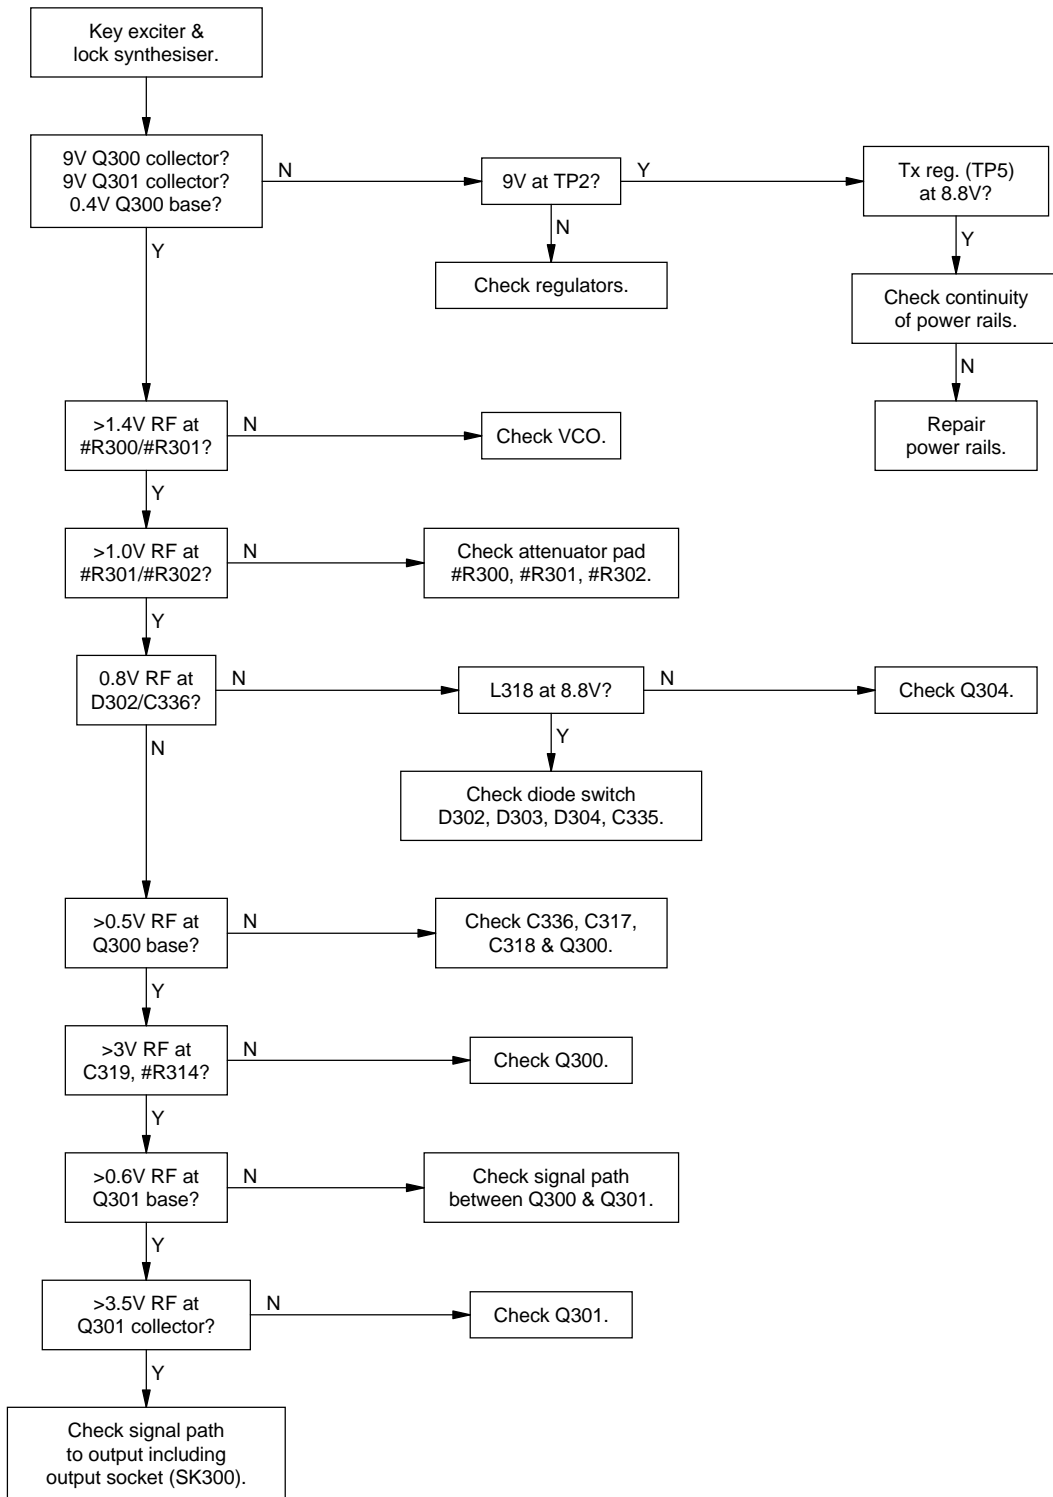 Key exciter &
lock synthesiser.
9V Q300 collector?
9V Q301 collector?
0.4V Q300 base?
N
9V at TP2?
Y
Tx reg. (TP5)
at 8.8V?
Y
N
Y
Check regulators.
Check continuity
of power rails.
N
Repair
power rails.
>1.4V RF at
#R300/#R301?
N
Check VCO.
Y
>1.0V RF at
#R301/#R302?
N
Check attenuator pad
#R300, #R301, #R302.
Y
0.8V RF at
D302/C336?
N
L318 at 8.8V?
N
Check Q304.
N
Y
Check diode switch
D302, D303, D304, C335.
>0.5V RF at
Q300 base?
N
Check C336, C317,
C318 & Q300.
Y
>3V RF at
C319, #R314?
N
Check Q300.
Y
>0.6V RF at
Q301 base?
N
Check signal path
between Q300 & Q301.
Y
>3.5V RF at
Q301 collector?
N
Check Q301.
Y
Check signal path
to output including
output socket (SK300).